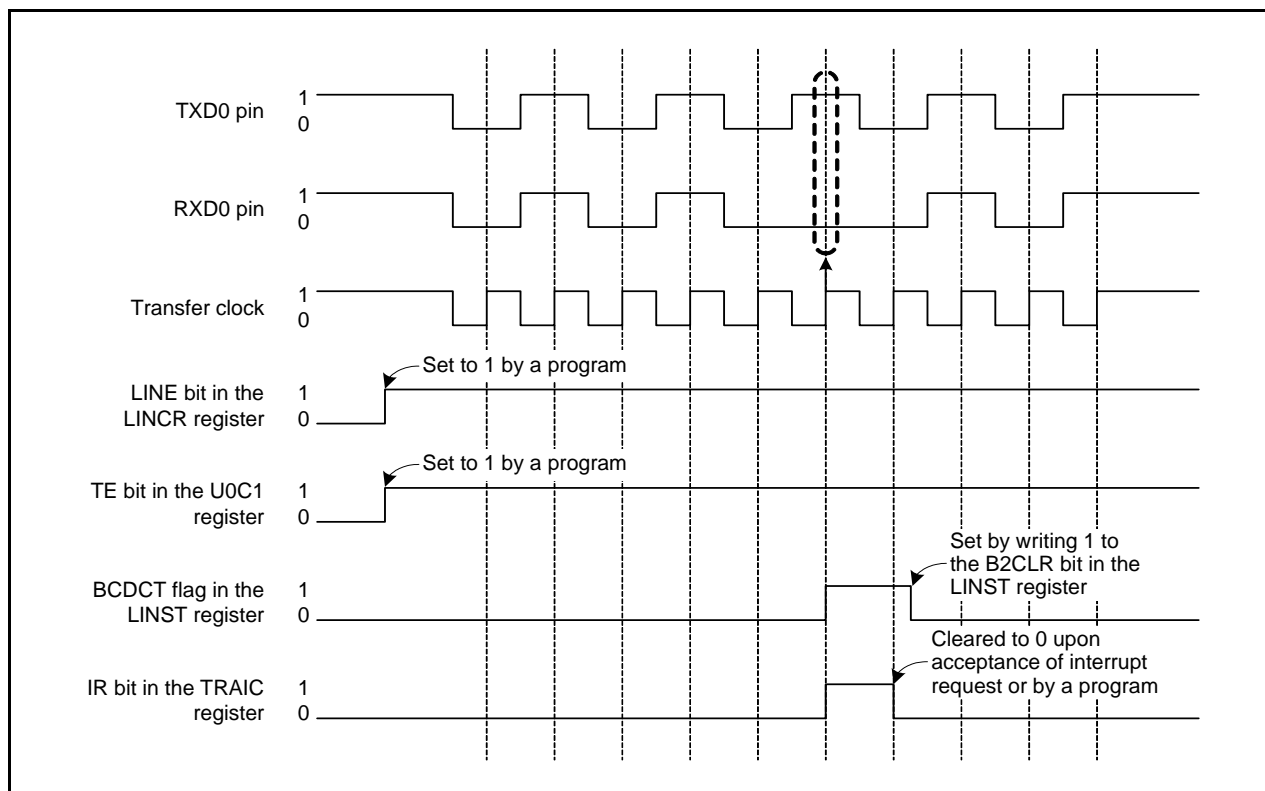 TXD0 pin
1
0
RXD0 pin
1
0
Transfer clock
1
0
Set to 1 by a program
LINE bit in the
LINCR register
1
0
Set to 1 by a program
TE bit in the U0C1
register
1
0
Set by writing 1 to
the B2CLR bit in the
LINST register
BCDCT flag in the
LINST register
1
0
Cleared to 0 upon
acceptance of interrupt
request or by a program
IR bit in the TRAIC
register
1
0